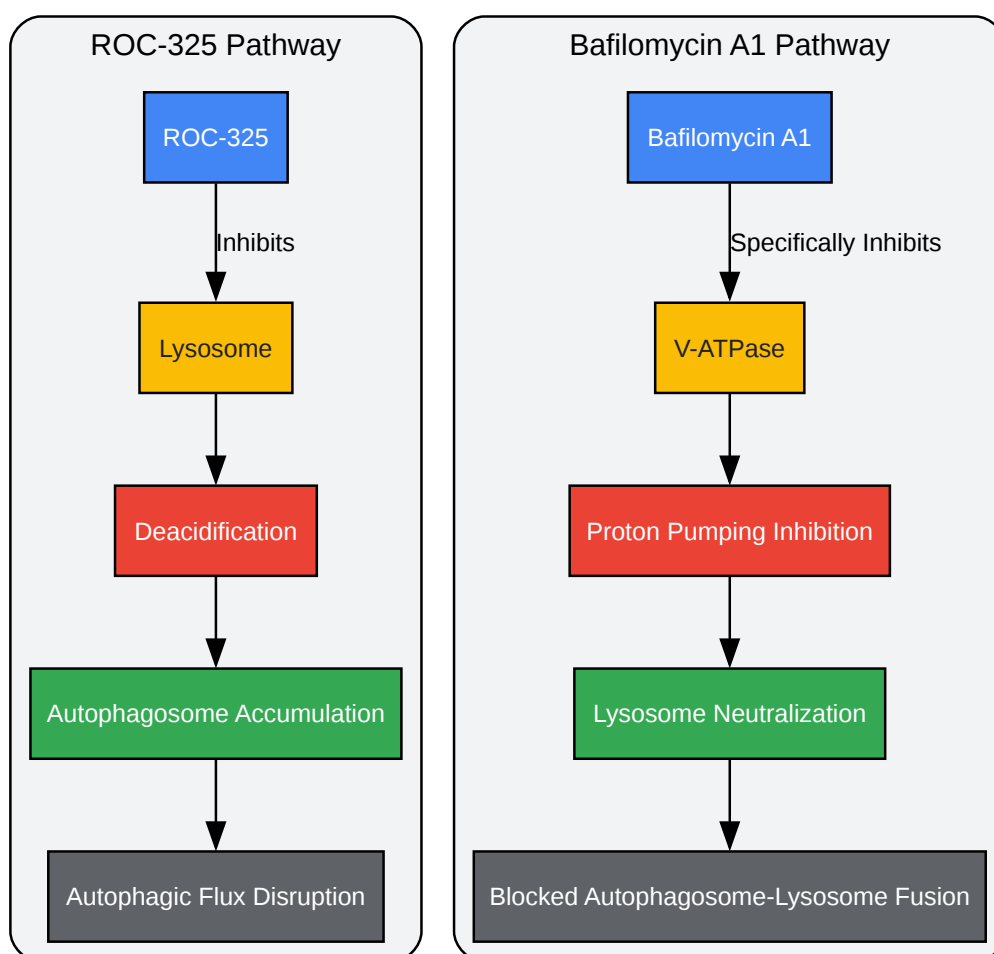 ROC-325 Pathway
ROC-325
Inhibits
Lysosome
Deacidification
Autophagosome Accumulation
Autophagic Flux Disruption
Bafilomycin A1 Pathway
Bafilomycin A1
Specifically Inhibits
V-ATPase
Proton Pumping Inhibition
Lysosome Neutralization
Blocked Autophagosome-Lysosome Fusion